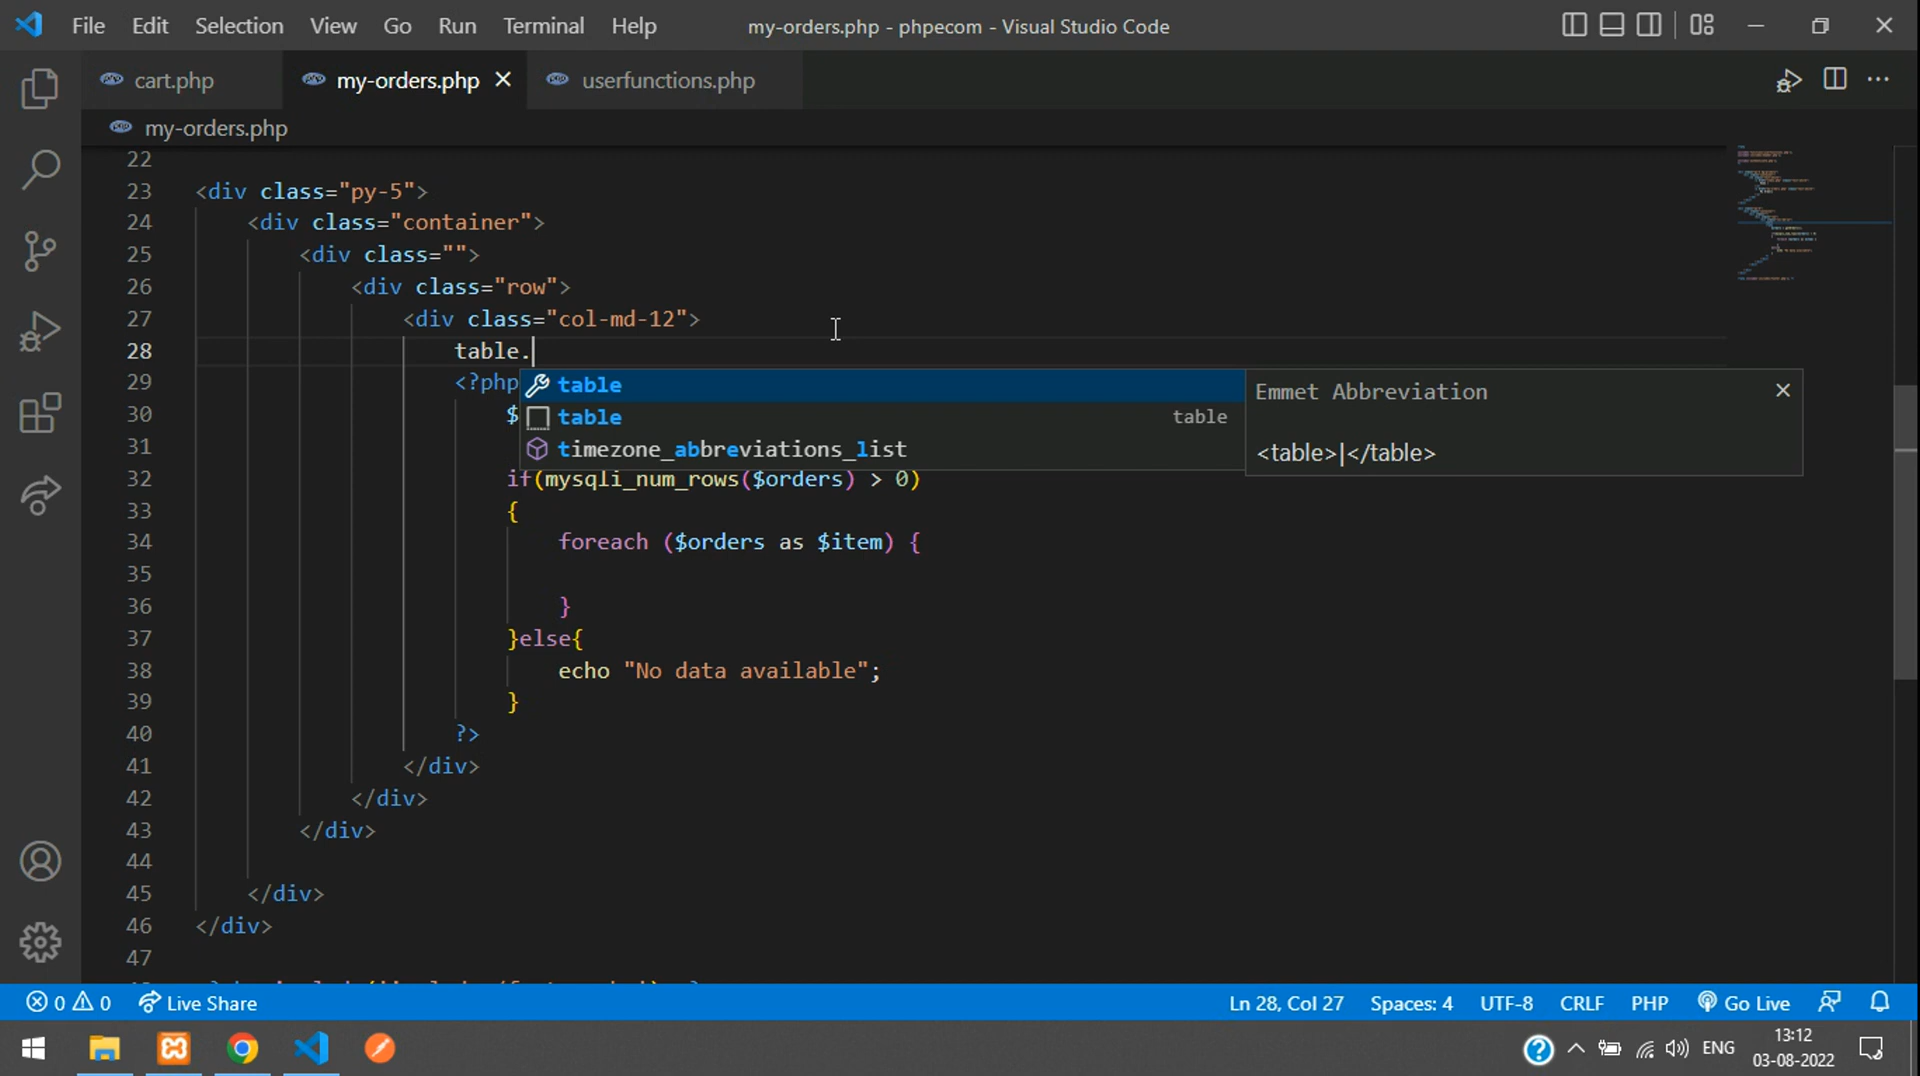 File Edit Selection View Go Run Terminal Help my-orders.php - phpecom - Visual Studio Code
cart.php my-orders.php userfunctions.php
my-orders.php
22
23 <div class="py-5">
24 <div class="container">
25 <div class="">
26 <div class="row">
27 <div class="col-md-12">
28 table.
29 <?php
30 $
31
32 if(mysqli_num_rows($orders) > 0)
33 {
34 foreach ($orders as $item) {
35
36 }
37 }else{
38 echo "No data available";
39 }
40 ?>
41 </div>
42 </div>
43 </div>
44
45 </div>
46 </div>
47
table
table table
timezone_abbreviations_list
Emmet Abbreviation
<table>|</table>
0 0 Live Share Ln 28, Col 27 Spaces: 4 UTF-8 CRLF PHP Go Live
ENG 13:12
03-08-2022